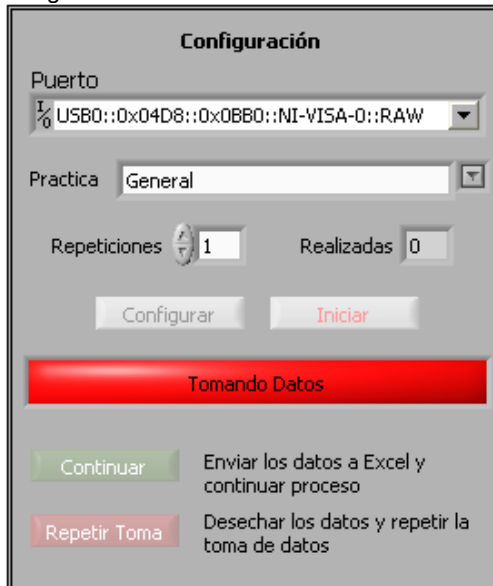 Configuración
Puerto
I/O USB0::0x04D8::0x0BB0::NI-VISA-0::RAW
Practica General
Repeticiones 1 Realizadas 0
Configurar Iniciar
Tomando Datos
Continuar Enviar los datos a Excel y
continuar proceso
Repetir Toma Desechar los datos y repetir la
toma de datos